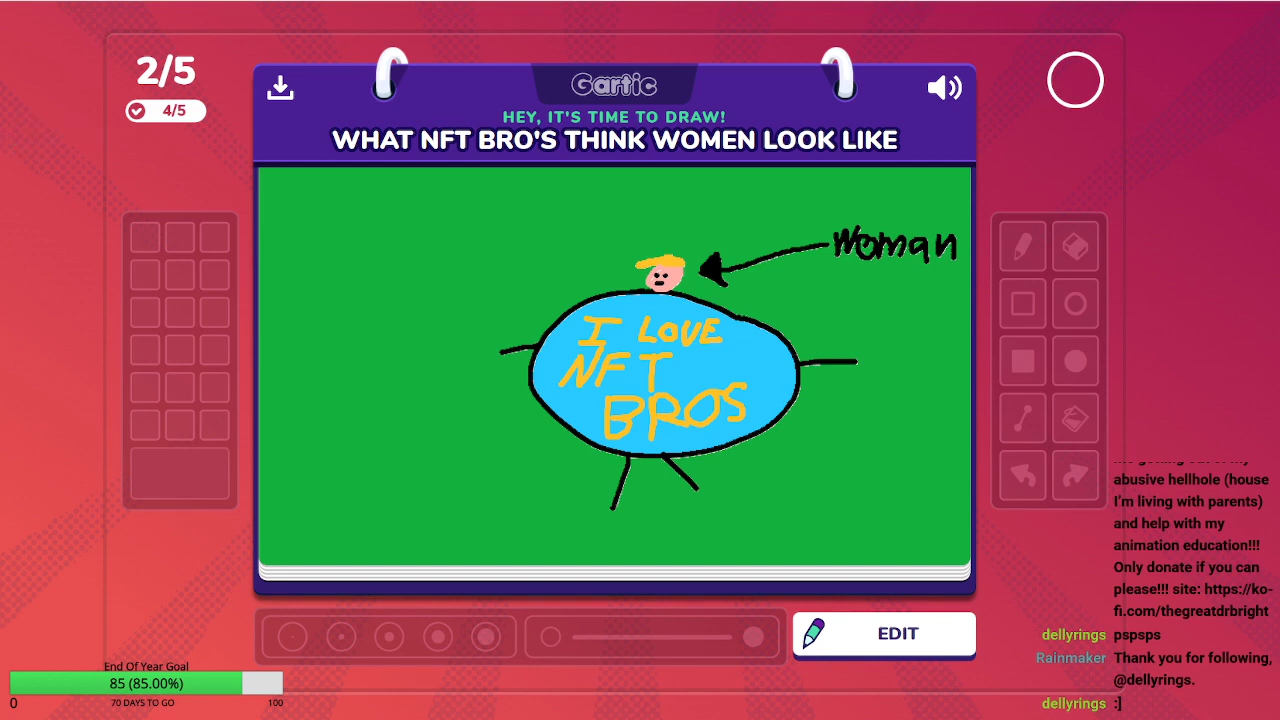 2/5
4/5
Gartic
HEY, IT'S TIME TO DRAW!
WHAT NFT BRO'S THINK WOMEN LOOK LIKE
Woman
I LOVE
NFT
BROS
EDIT
abusive hellhole (house
I'm living with parents)
and help with my
animation education!!!
Only donate if you can
please!!! site: https://ko-
fi.com/thegreatdrbright
dellyrings pspsps
Rainmaker Thank you for following,
@dellyrings.
dellyrings :]
End Of Year Goal
85 (85.00%)
0 70 DAYS TO GO 100